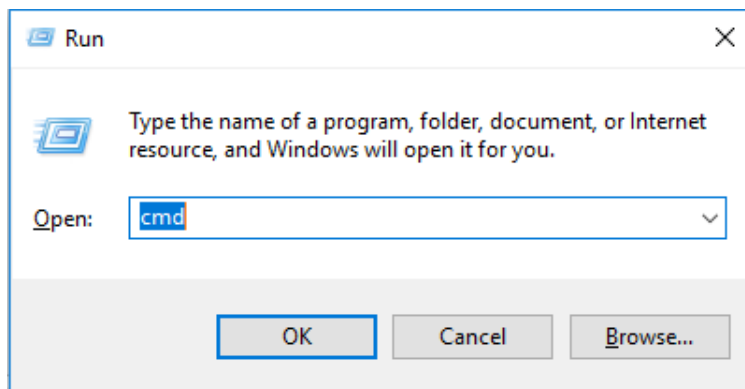 Run
Type the name of a program, folder, document, or Internet
resource, and Windows will open it for you.
Open: cmd
OK Cancel Browse...